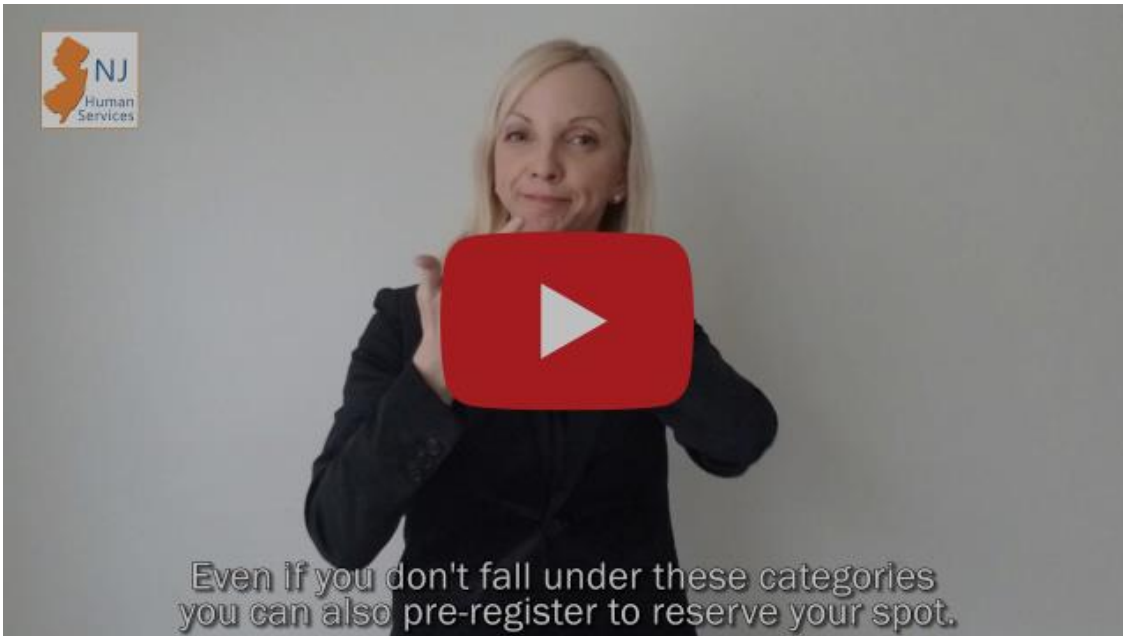 NJ
Human
Services
Even if you don't fall under these categories
you can also pre-register to reserve your spot.